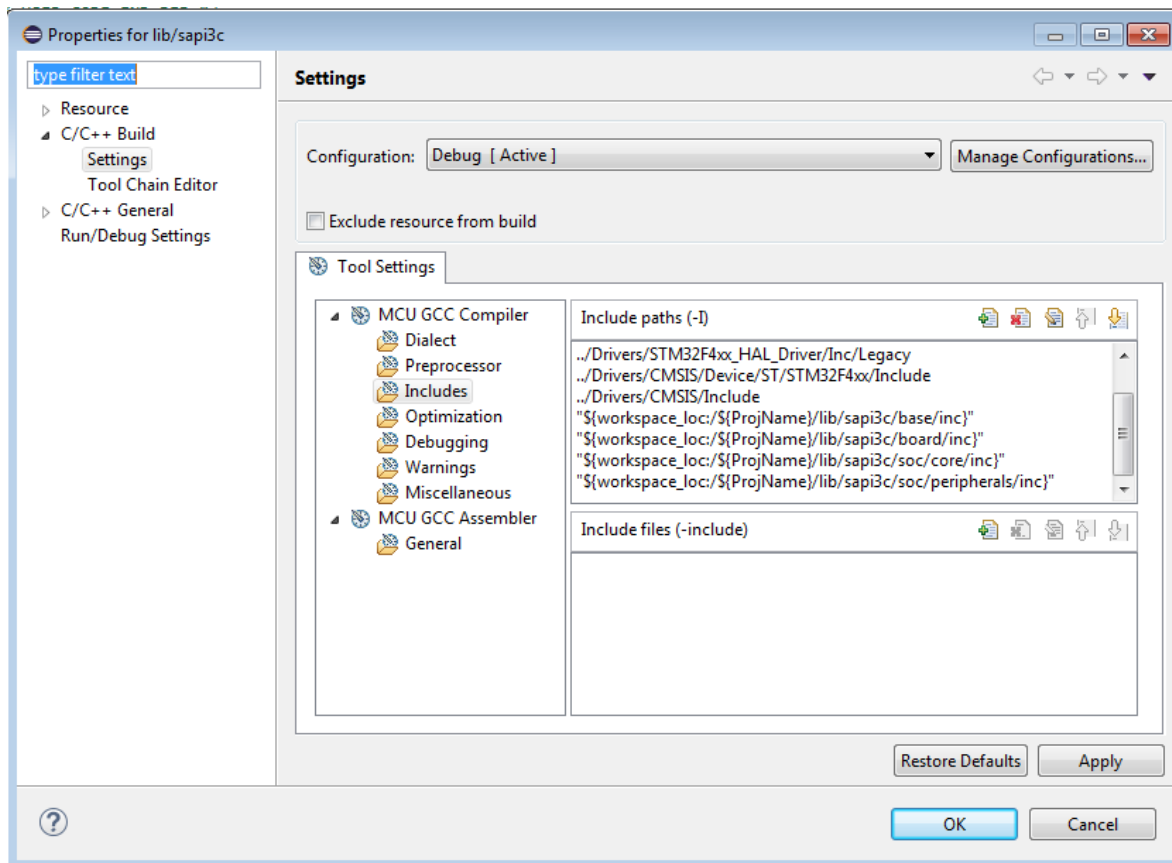 Properties for lib/sapi3c
type filter text
Resource
C/C++ Build
Settings
Tool Chain Editor
C/C++ General
Run/Debug Settings
Settings
Configuration:
Debug [ Active ]
Manage Configurations...
Exclude resource from build
Tool Settings
MCU GCC Compiler
Dialect
Preprocessor
Includes
Optimization
Debugging
Warnings
Miscellaneous
MCU GCC Assembler
General
Include paths (-I)
../Drivers/STM32F4xx_HAL_Driver/Inc/Legacy
../Drivers/CMSIS/Device/ST/STM32F4xx/Include
../Drivers/CMSIS/Include
"${workspace_loc:/${ProjName}/lib/sapi3c/base/inc}"
"${workspace_loc:/${ProjName}/lib/sapi3c/board/inc}"
"${workspace_loc:/${ProjName}/lib/sapi3c/soc/core/inc}"
"${workspace_loc:/${ProjName}/lib/sapi3c/soc/peripherals/inc}"
Include files (-include)
Restore Defaults
Apply
OK
Cancel